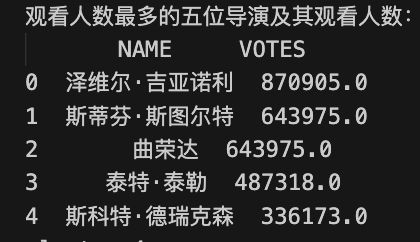 观看人数最多的五位导演及其观看人数:
NAME VOTES
0 泽维尔·吉亚诺利 870905.0
1 斯蒂芬·斯图尔特 643975.0
2 曲荣达 643975.0
3 泰特·泰勒 487318.0
4 斯科特·德瑞克森 336173.0